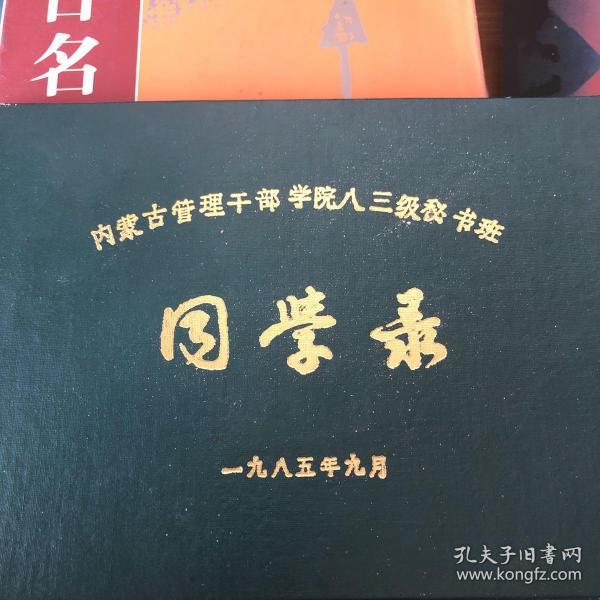 名
内蒙古管理干部学院八三级秘书班
同学录
一九八五年九月
孔夫子旧书网
www.kongfz.com